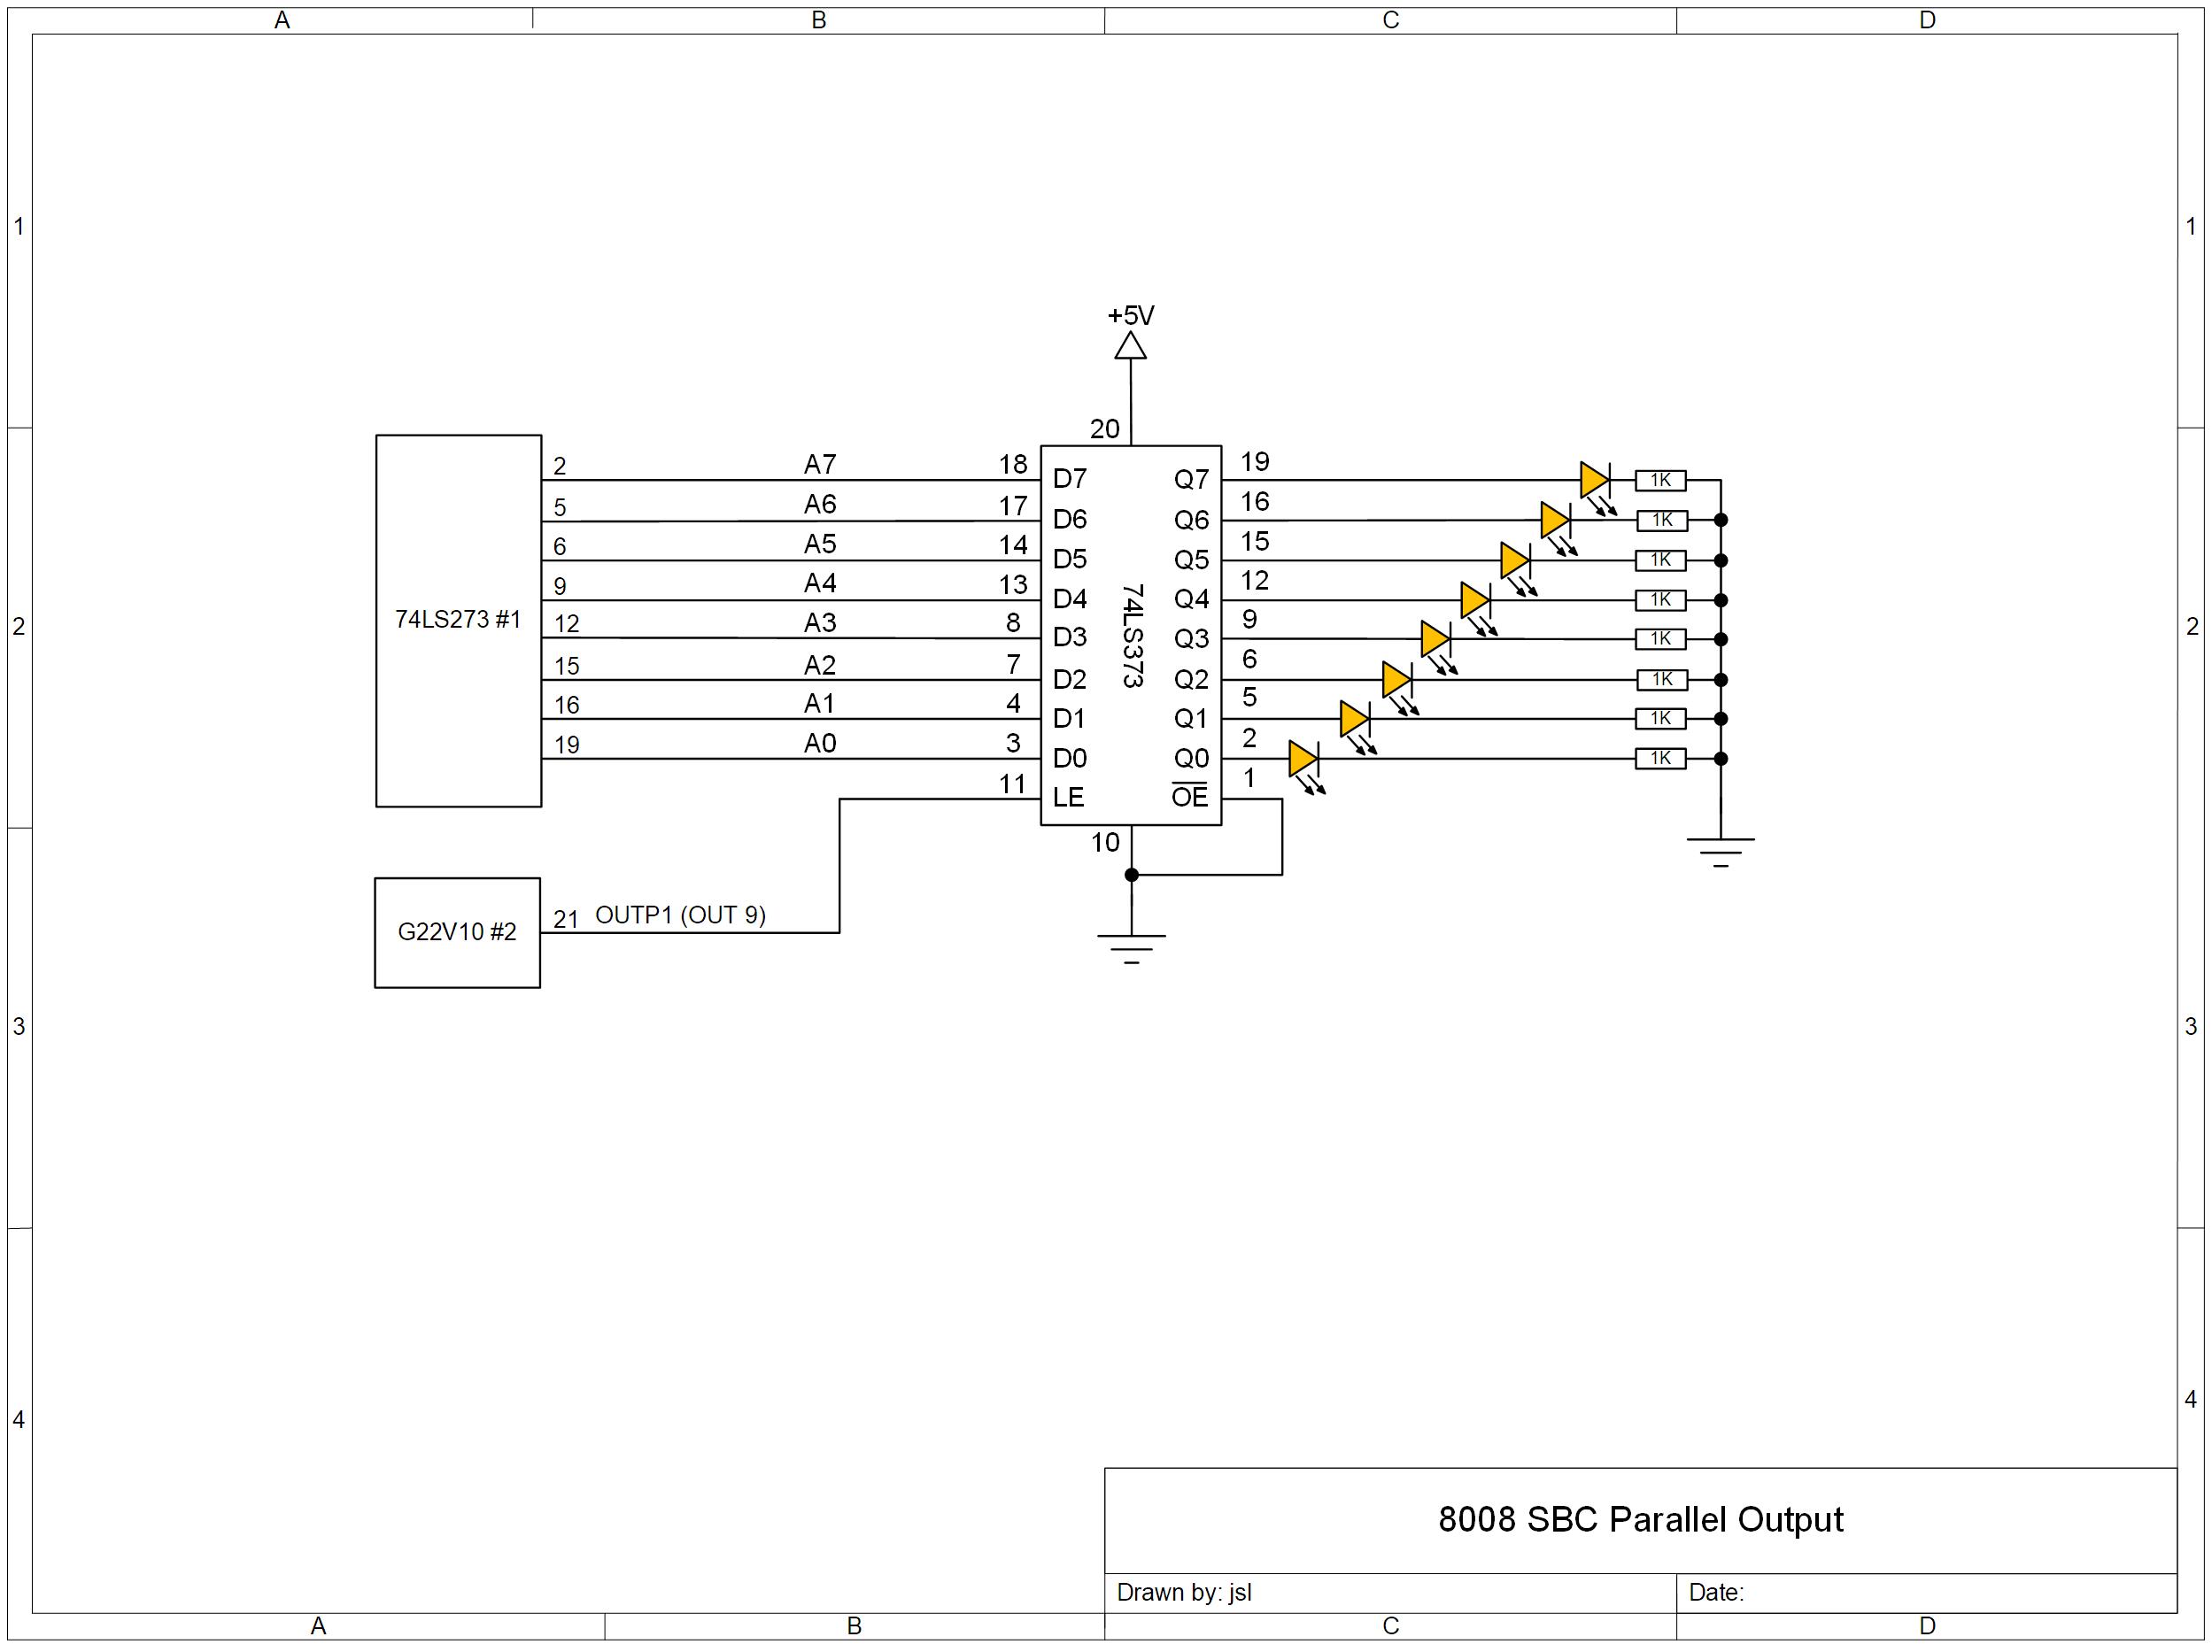 A B C D
1 1
+5V
20
2 A7 18 D7 Q7 19 1K
5 A6 17 D6 Q6 16 1K
6 A5 14 D5 Q5 15 1K
9 A4 13 D4 Q4 12 1K
2 74LS273 #1 12 A3 8 D3 74LS373 Q3 9 1K 2
15 A2 7 D2 Q2 6 1K
16 A1 4 D1 Q1 5 1K
19 A0 3 D0 Q0 2 1K
11 LE OE 1
10
G22V10 #2 21 OUTP1 (OUT 9)
3 3
4 4
8008 SBC Parallel Output
Drawn by: jsl Date:
A B C D